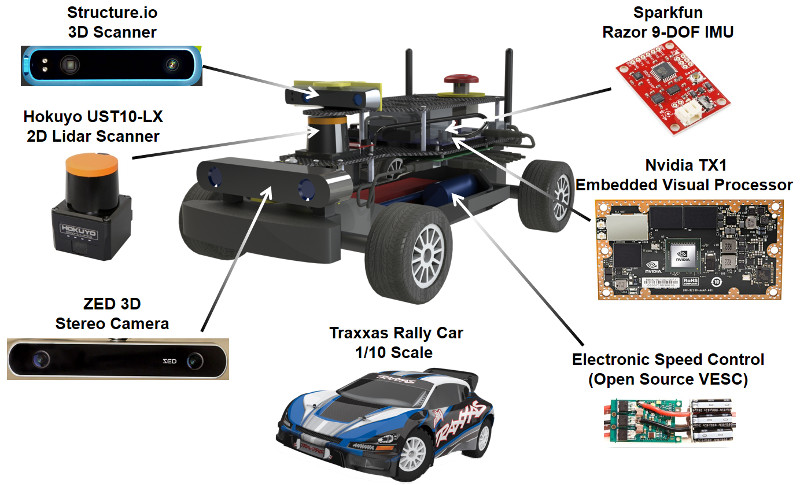 Structure.io
3D Scanner
Sparkfun
Razor 9-DOF IMU
Hokuyo UST10-LX
2D Lidar Scanner
HOKUYO
Nvidia TX1
Embedded Visual Processor
NVIDIA
NVIDIA
ZED 3D
Stereo Camera
ZED
Traxxas Rally Car
1/10 Scale
TRAXXAS
Electronic Speed Control
(Open Source VESC)